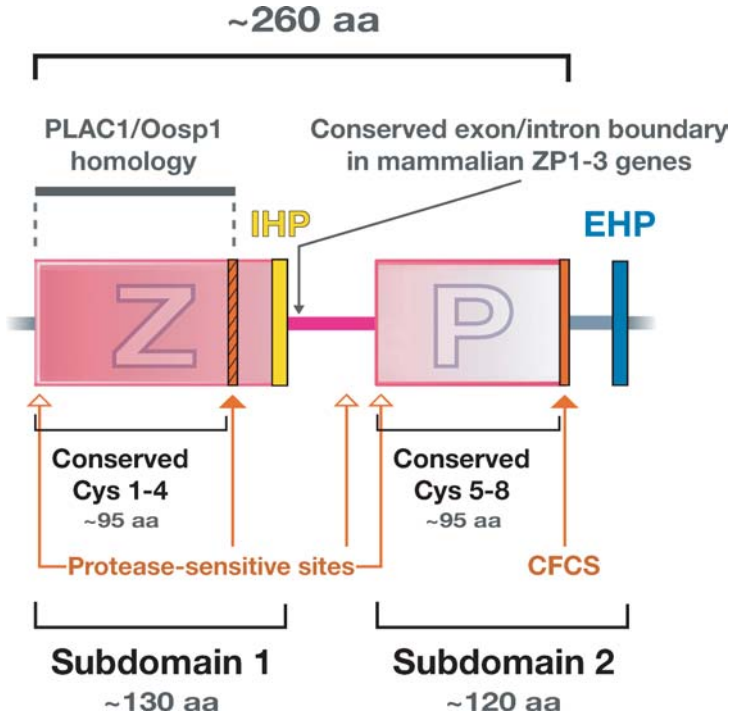 ~260 aa
PLAC1/Oosp1
homology
Conserved exon/intron boundary
in mammalian ZP1-3 genes
IHP
EHP
Z
P
Conserved
Cys 1-4
~95 aa
Conserved
Cys 5-8
~95 aa
Protease-sensitive sites
CFCS
Subdomain 1
~130 aa
Subdomain 2
~120 aa